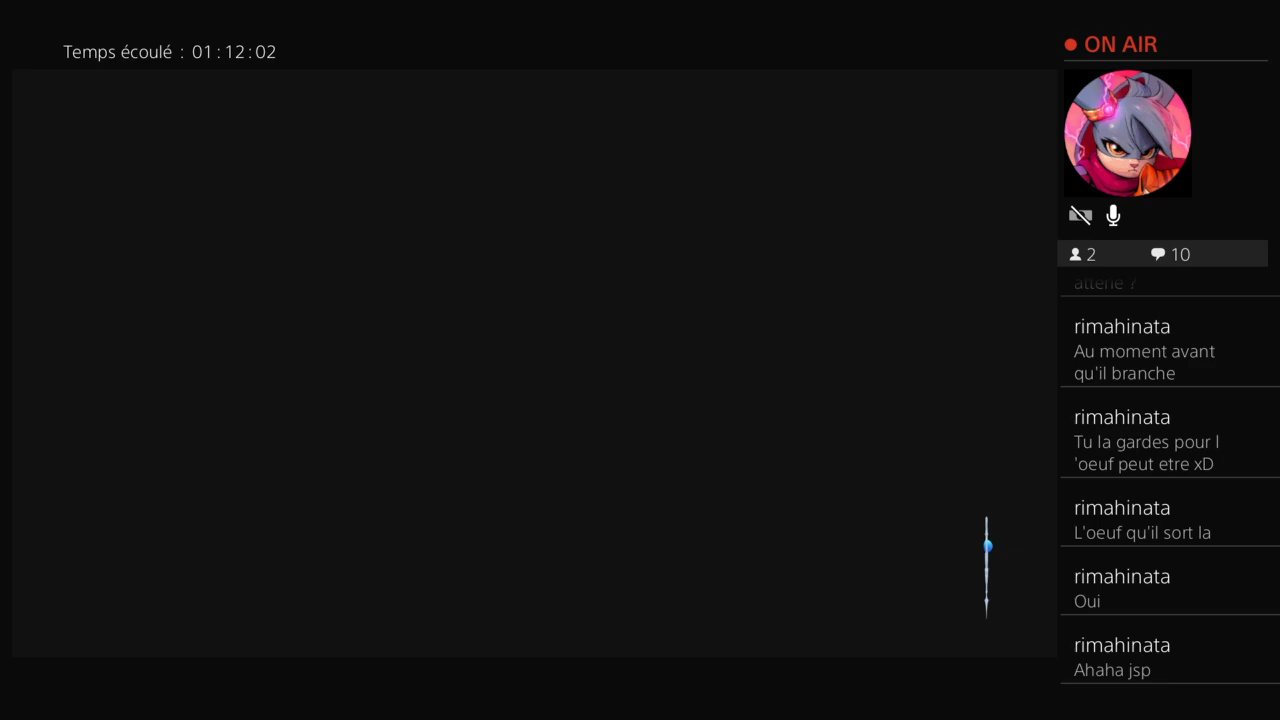 Temps écoulé : 01:12:02
ON AIR
2 10
atterie ?
rimahinata
Au moment avant
qu'il branche
rimahinata
Tu la gardes pour l
'oeuf peut etre xD
rimahinata
L'oeuf qu'il sort la
rimahinata
Oui
rimahinata
Ahaha jsp